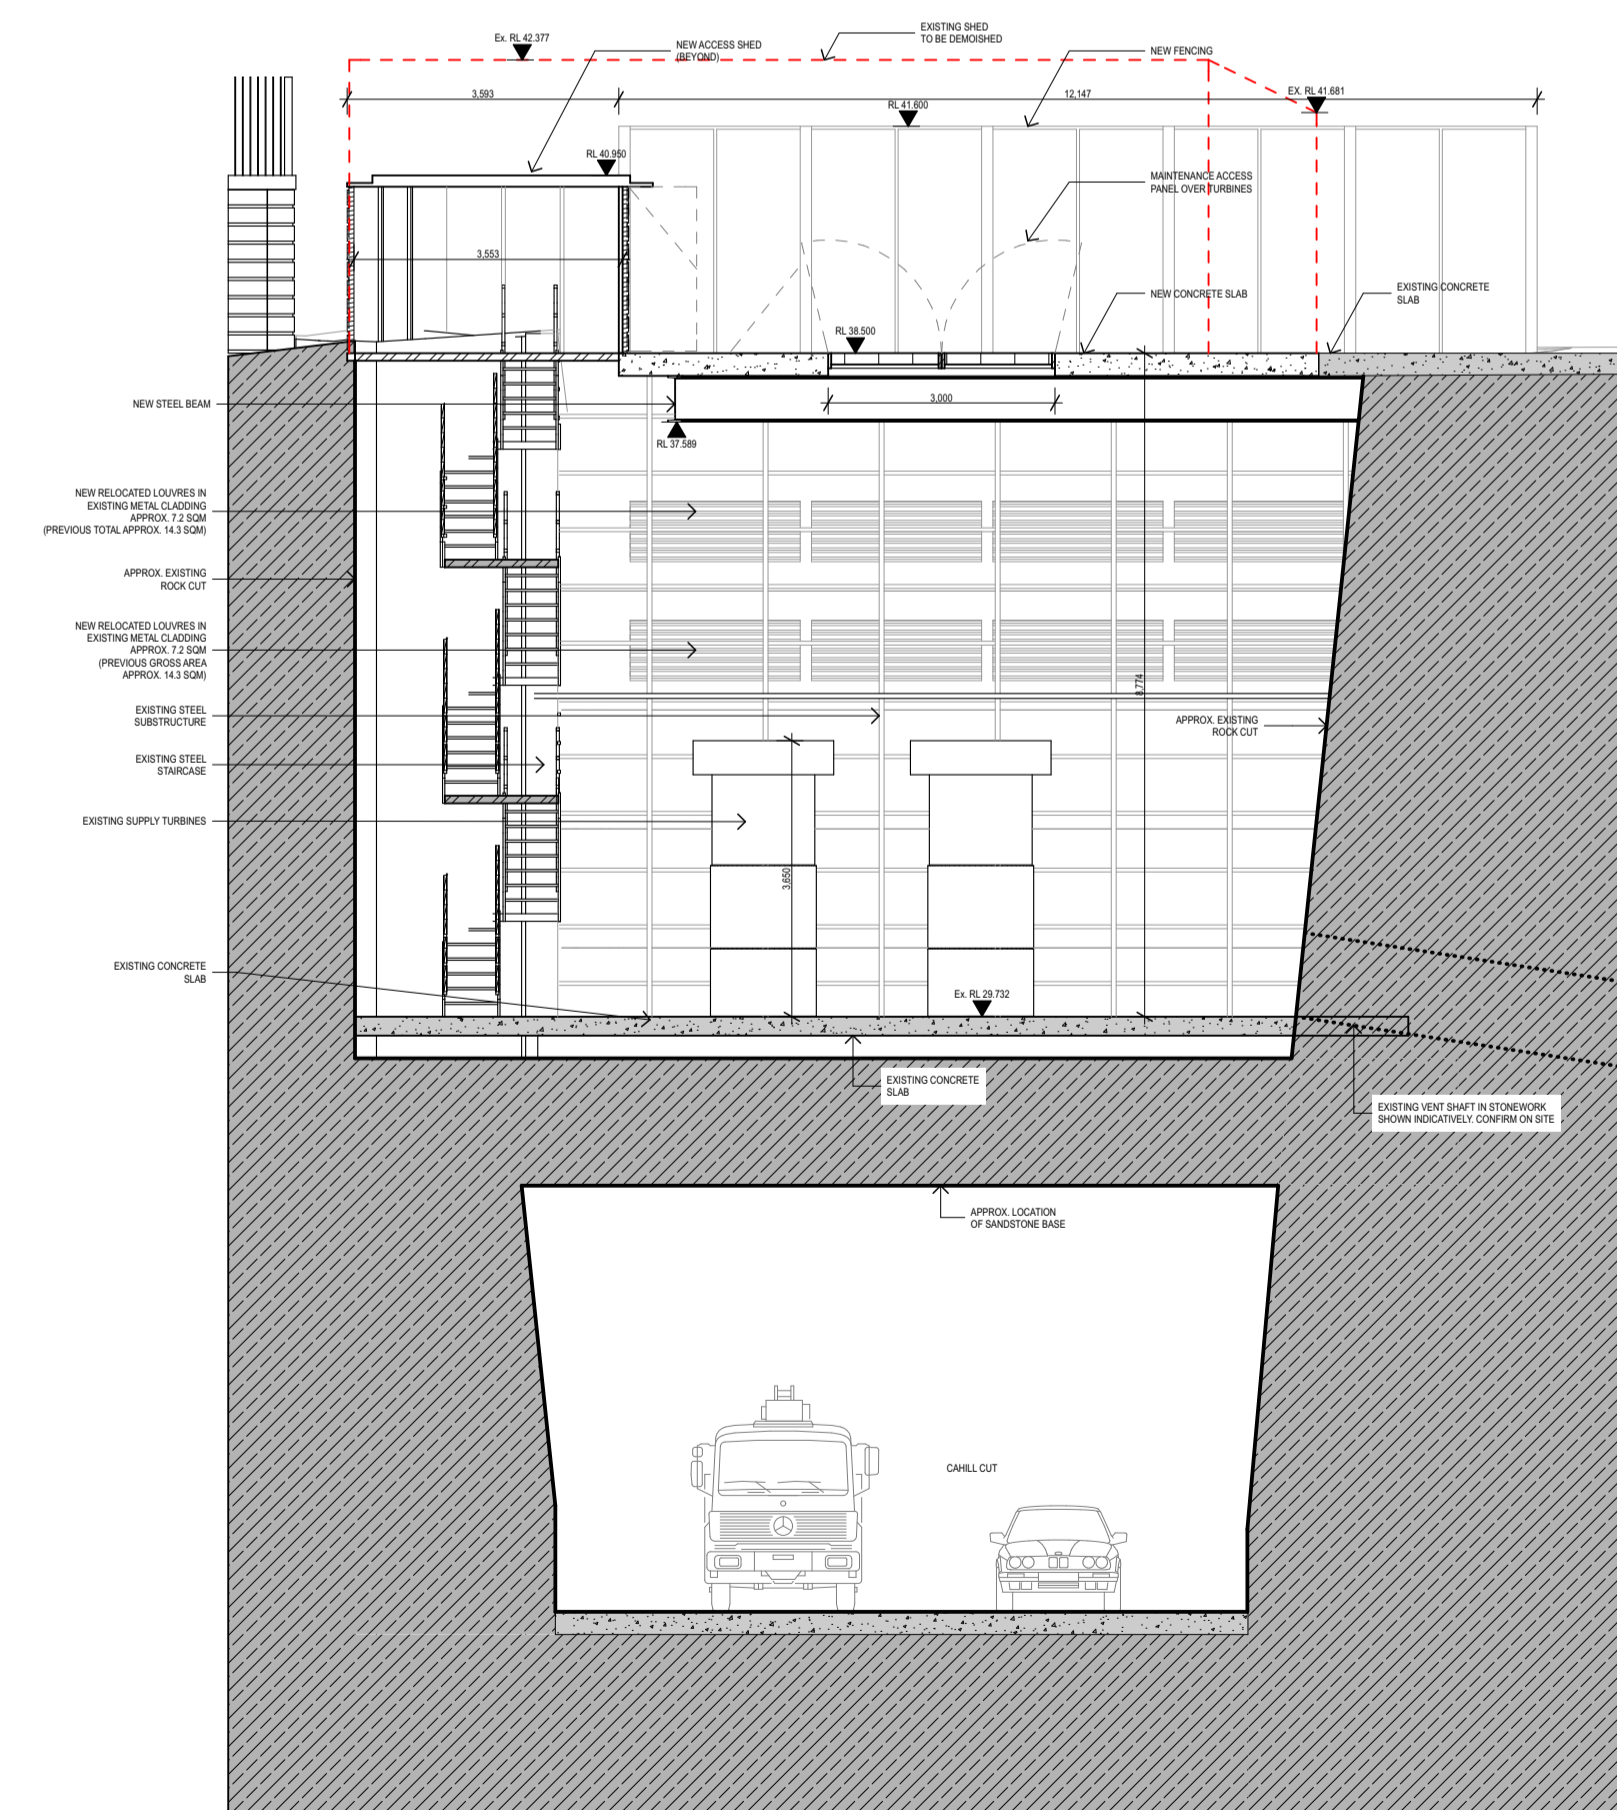 EXISTING SHED
TO BE DEMOISHED
Ex. RL 42.377
NEW ACCESS SHED
(BEYOND)
NEW FENCING
3,593
12,147
EX. RL 41.681
RL 41.600
RL 40.950
MAINTENANCE ACCESS
PANEL OVER TURBINES
3,553
NEW CONCRETE SLAB
EXISTING CONCRETE
SLAB
RL 38.500
NEW STEEL BEAM
3,000
RL 37.589
NEW RELOCATED LOUVRES IN
EXISTING METAL CLADDING
APPROX. 7.2 SQM
(PREVIOUS TOTAL APPROX. 14.3 SQM)
APPROX. EXISTING
ROCK CUT
NEW RELOCATED LOUVRES IN
EXISTING METAL CLADDING
APPROX. 7.2 SQM
(PREVIOUS GROSS AREA
APPROX. 14.3 SQM)
8,774
EXISTING STEEL
SUBSTRUCTURE
APPROX. EXISTING
ROCK CUT
EXISTING STEEL
STAIRCASE
EXISTING SUPPLY TURBINES
3,650
EXISTING CONCRETE
SLAB
Ex. RL 29.732
EXISTING CONCRETE
SLAB
EXISTING VENT SHAFT IN STONEWORK
SHOWN INDICATIVELY. CONFIRM ON SITE
APPROX. LOCATION
OF SANDSTONE BASE
CAHILL CUT